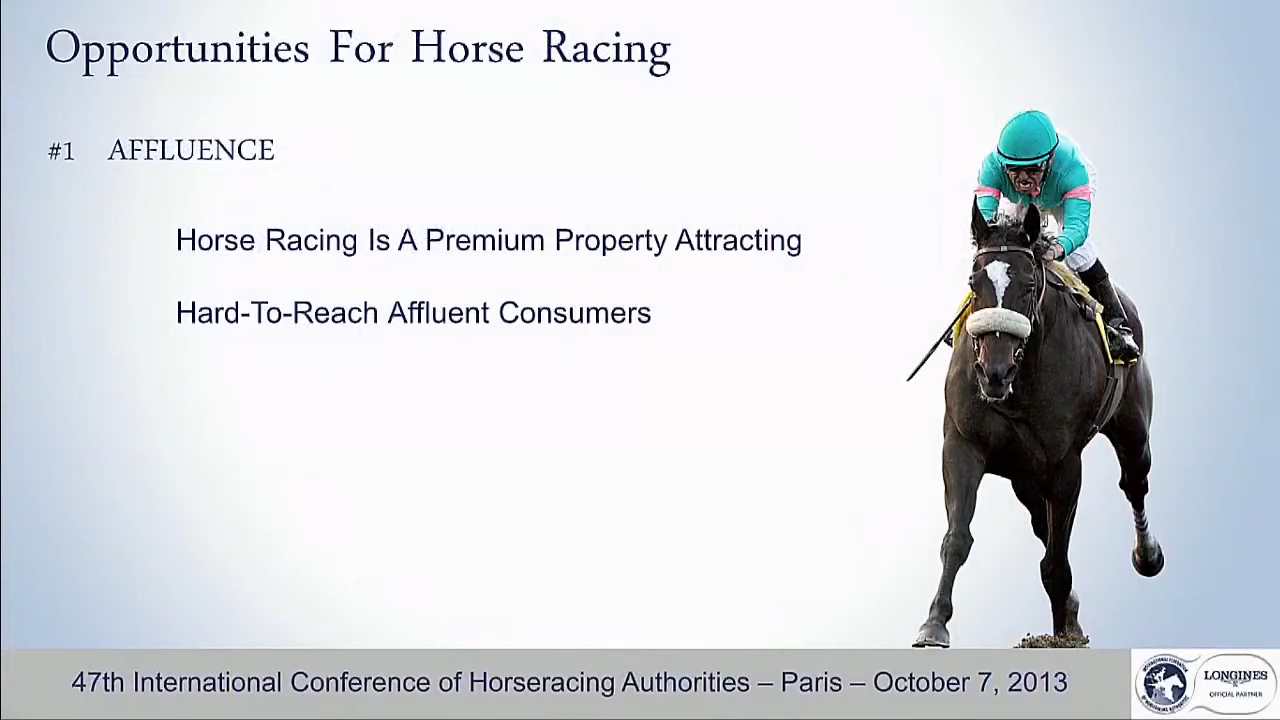 Opportunities For Horse Racing
#1 AFFLUENCE
Horse Racing Is A Premium Property Attracting
Hard-To-Reach Affluent Consumers
47th International Conference of Horseracing Authorities – Paris – October 7, 2013
LONGINES
OFFICIAL PARTNER